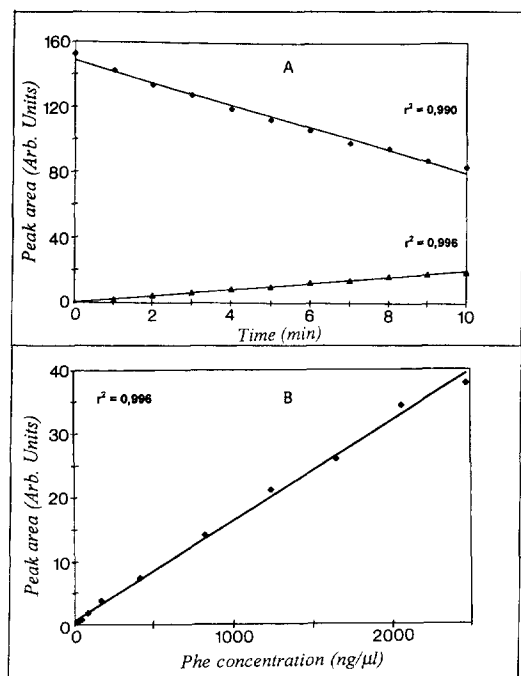 160
A
r² = 0,990
120
80
Peak area (Arb. Units)
40
r² = 0,996
0
0 2 4 6 8 10
Time (min)
40
r² = 0,996
B
30
Peak area (Arb. Units)
20
10
0
0 1000 2000
Phe concentration (ng/µl)